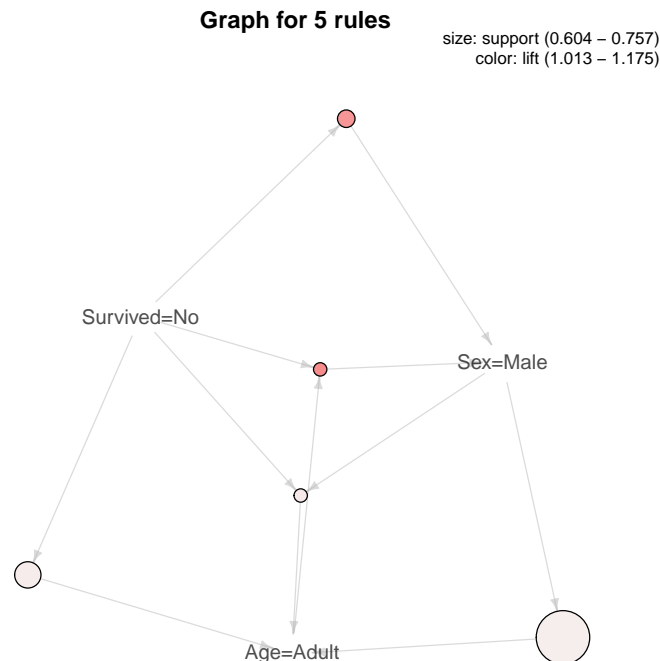 Graph for 5 rules
size: support (0.604 – 0.757)
color: lift (1.013 – 1.175)
Survived=No
Sex=Male
Age=Adult